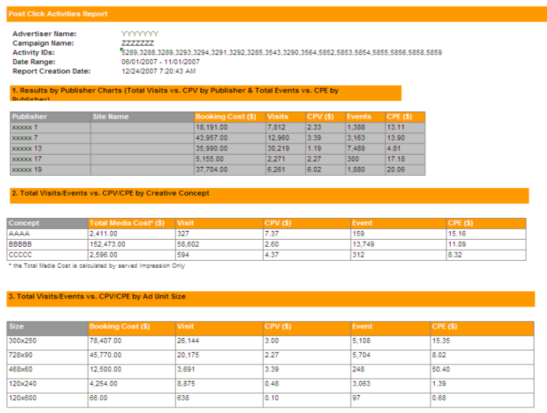 Post Click Activities Report
Advertiser Name: YYYYYYY
Campaign Name: ZZZZZZZ
Activity IDs: 5289,3288,3289,3293,3294,3291,3292,3285,3543,3290,3564,5852,5853,5854,5855,5856,5858,5859
Date Range: 06/01/2007 - 11/01/2007
Report Creation Date: 12/24/2007 7:20:43 AM
1. Results by Publisher Charts (Total Visits vs. CPV by Publisher & Total Events vs. CPE by
Publisher)
Publisher Site Name Booking Cost ($) Visits CPV ($) Events CPE ($)
xxxxx 1 18,191.00 7,812 2.33 1,388 13.11
xxxxx 7 43,957.00 12,960 3.39 3,163 13.90
xxxxx 13 35,990.00 30,219 1.19 7,489 4.81
xxxxx 17 5,155.00 2,271 2.27 300 17.18
xxxxx 19 37,704.00 6,261 6.02 1,880 20.06
2. Total Visits/Events vs. CPV/CPE by Creative Concept
Concept Total Media Cost* ($) Visit CPV ($) Event CPE ($)
AAAA 2,411.00 327 7.37 159 15.16
BBBBB 152,473.00 58,602 2.60 13,749 11.09
CCCCC 2,596.00 594 4.37 312 8.32
* the Total Media Cost is calculated by served Impression Only
3. Total Visits/Events vs. CPV/CPE by Ad Unit Size
Size Booking Cost ($) Visit CPV ($) Event CPE ($)
300x250 78,407.00 26,144 3.00 5,108 15.35
728x90 45,770.00 20,175 2.27 5,704 8.02
468x60 12,500.00 3,691 3.39 248 50.40
120x240 4,254.00 8,875 0.48 3,063 1.39
120x600 66.00 638 0.10 97 0.68